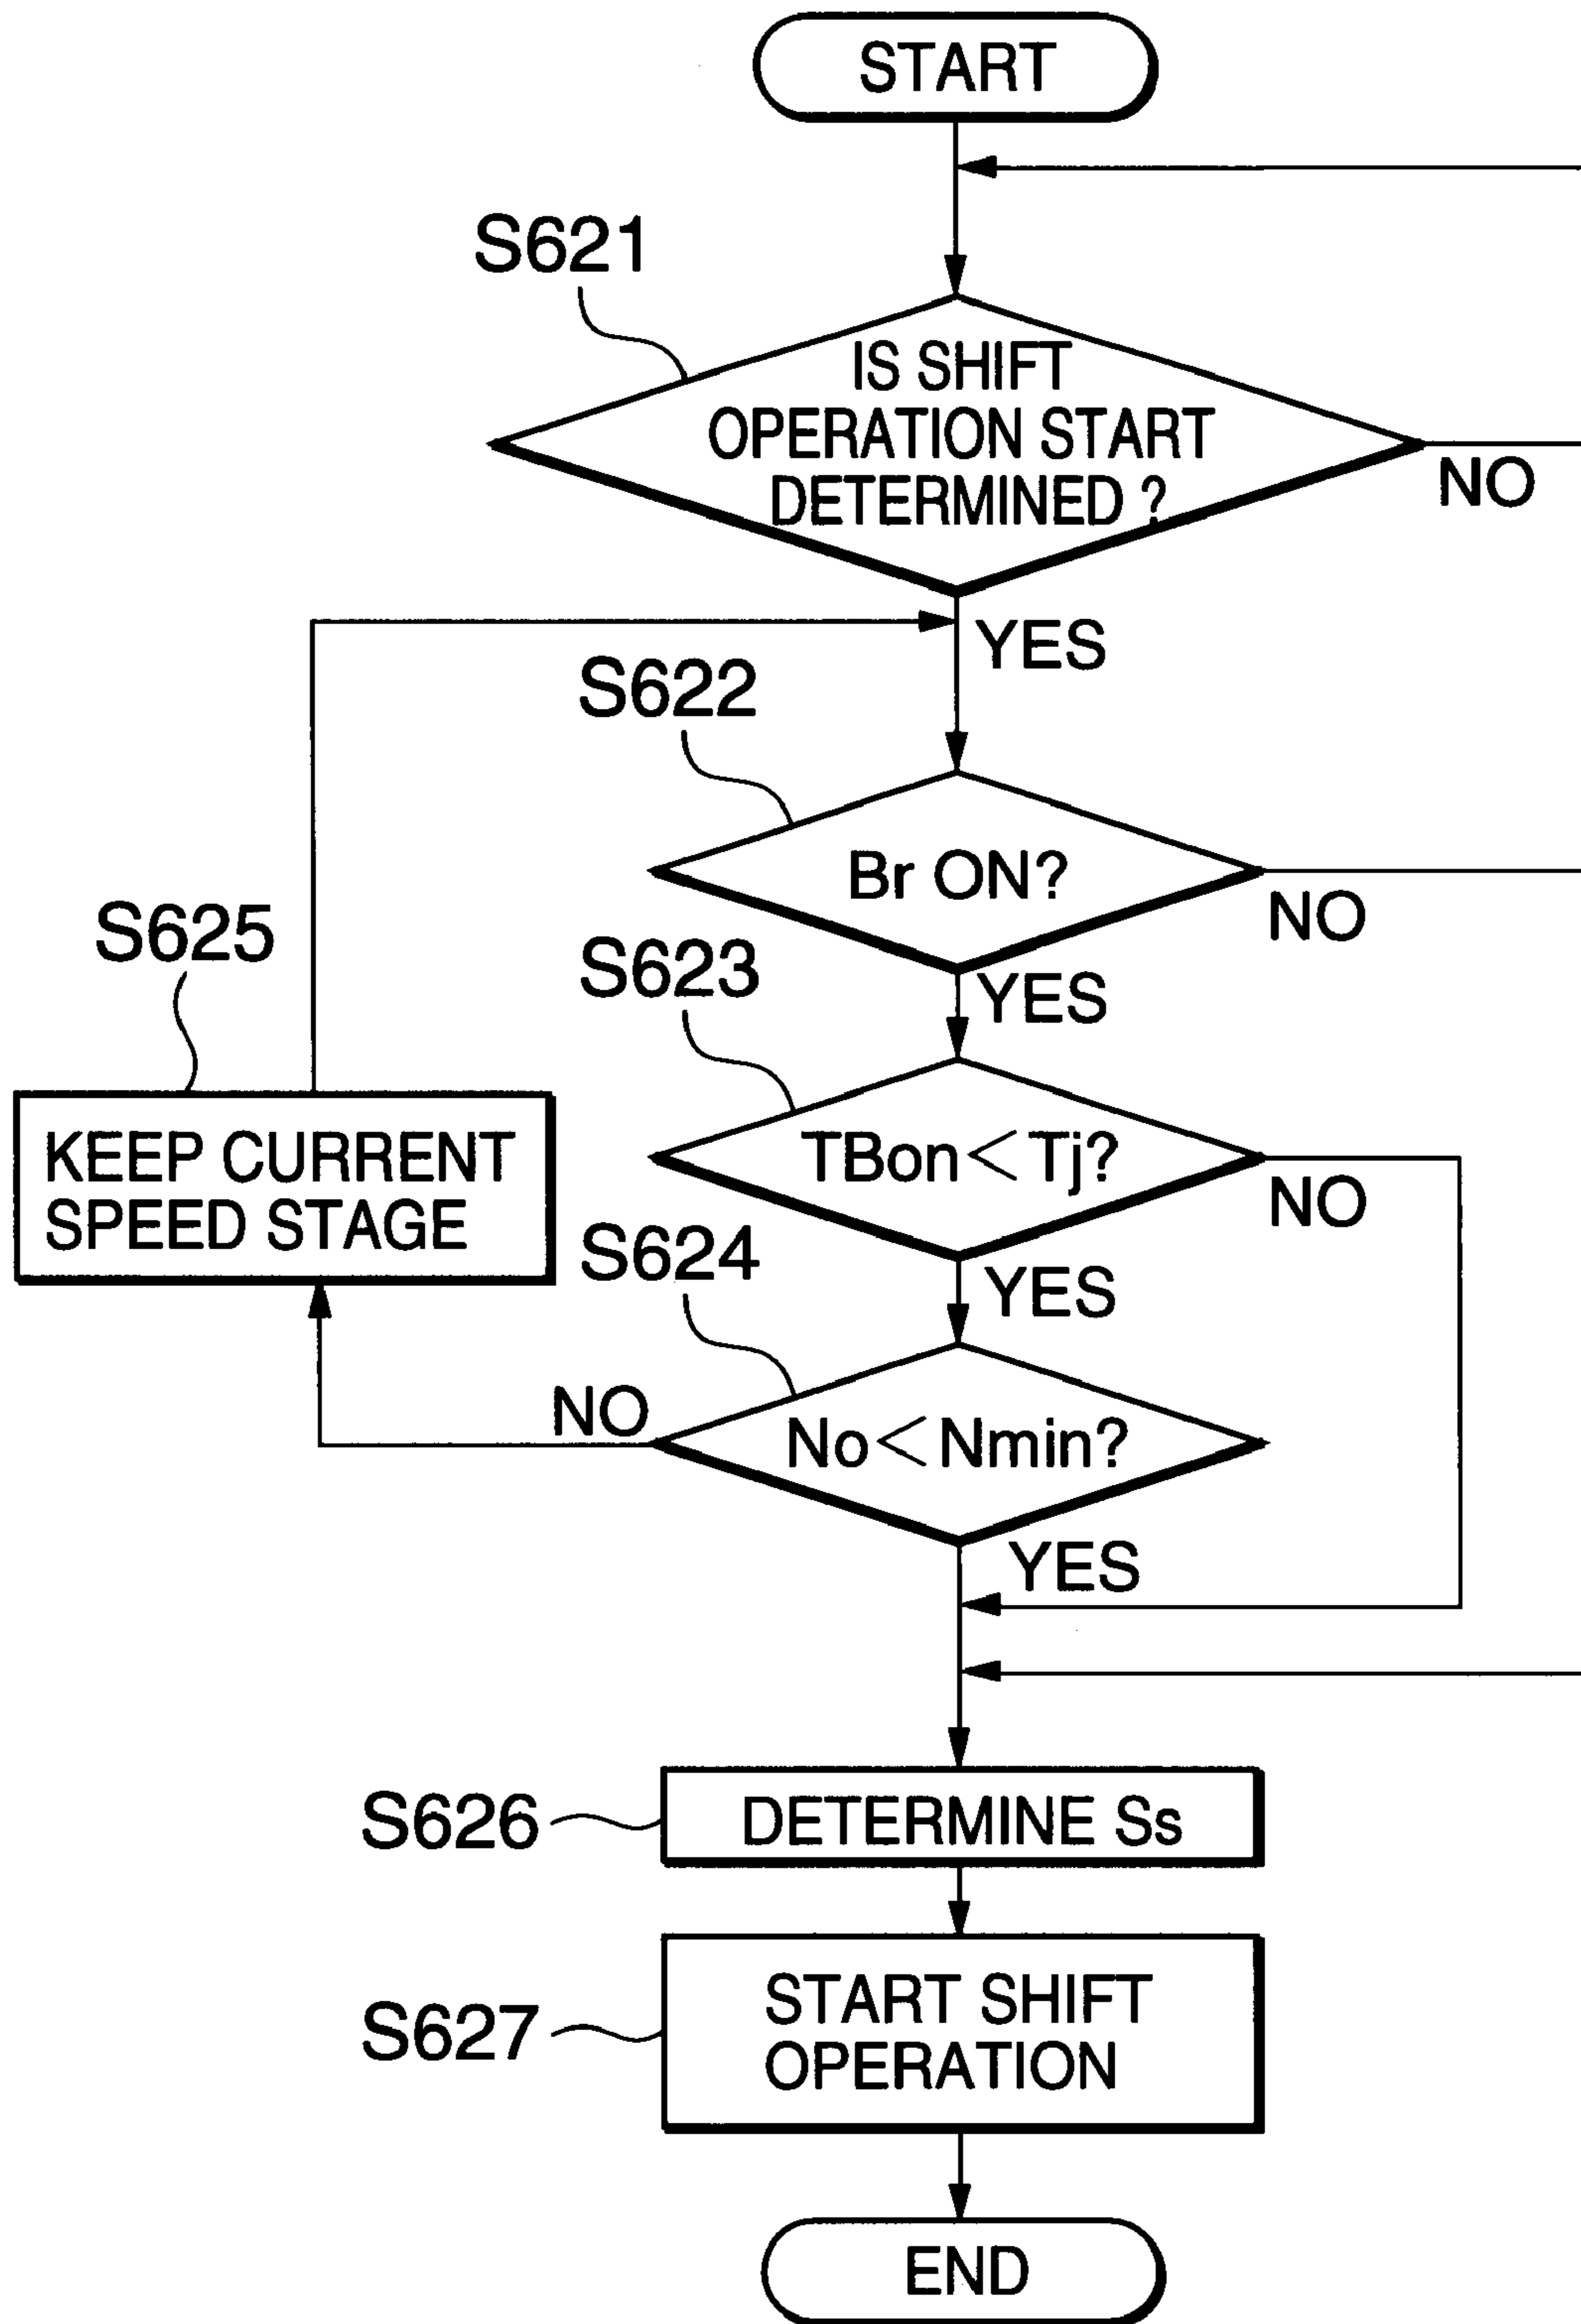 START
S621
IS SHIFT
OPERATION START
DETERMINED ?
NO
YES
S622
Br ON?
NO
S625
S623
YES
KEEP CURRENT
SPEED STAGE
TBon<Tj?
NO
S624
YES
NO
No<Nmin?
YES
S626
DETERMINE Ss
S627
START SHIFT
OPERATION
END